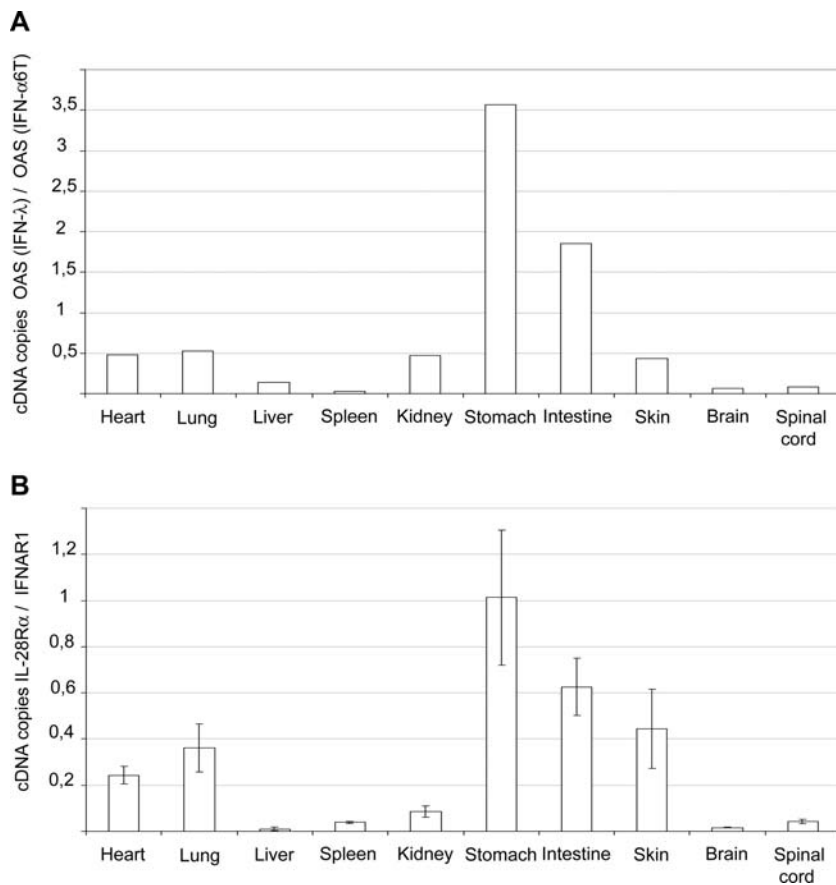 A
cDNA copies OAS (IFN-λ) / OAS (IFN-α6T)
3,5
3
2,5
2
1,5
1
0,5
Heart Lung Liver Spleen Kidney Stomach Intestine Skin Brain Spinal
cord
B
cDNA copies IL-28Rα / IFNAR1
1,2
1
0,8
0,6
0,4
0,2
Heart Lung Liver Spleen Kidney Stomach Intestine Skin Brain Spinal
cord